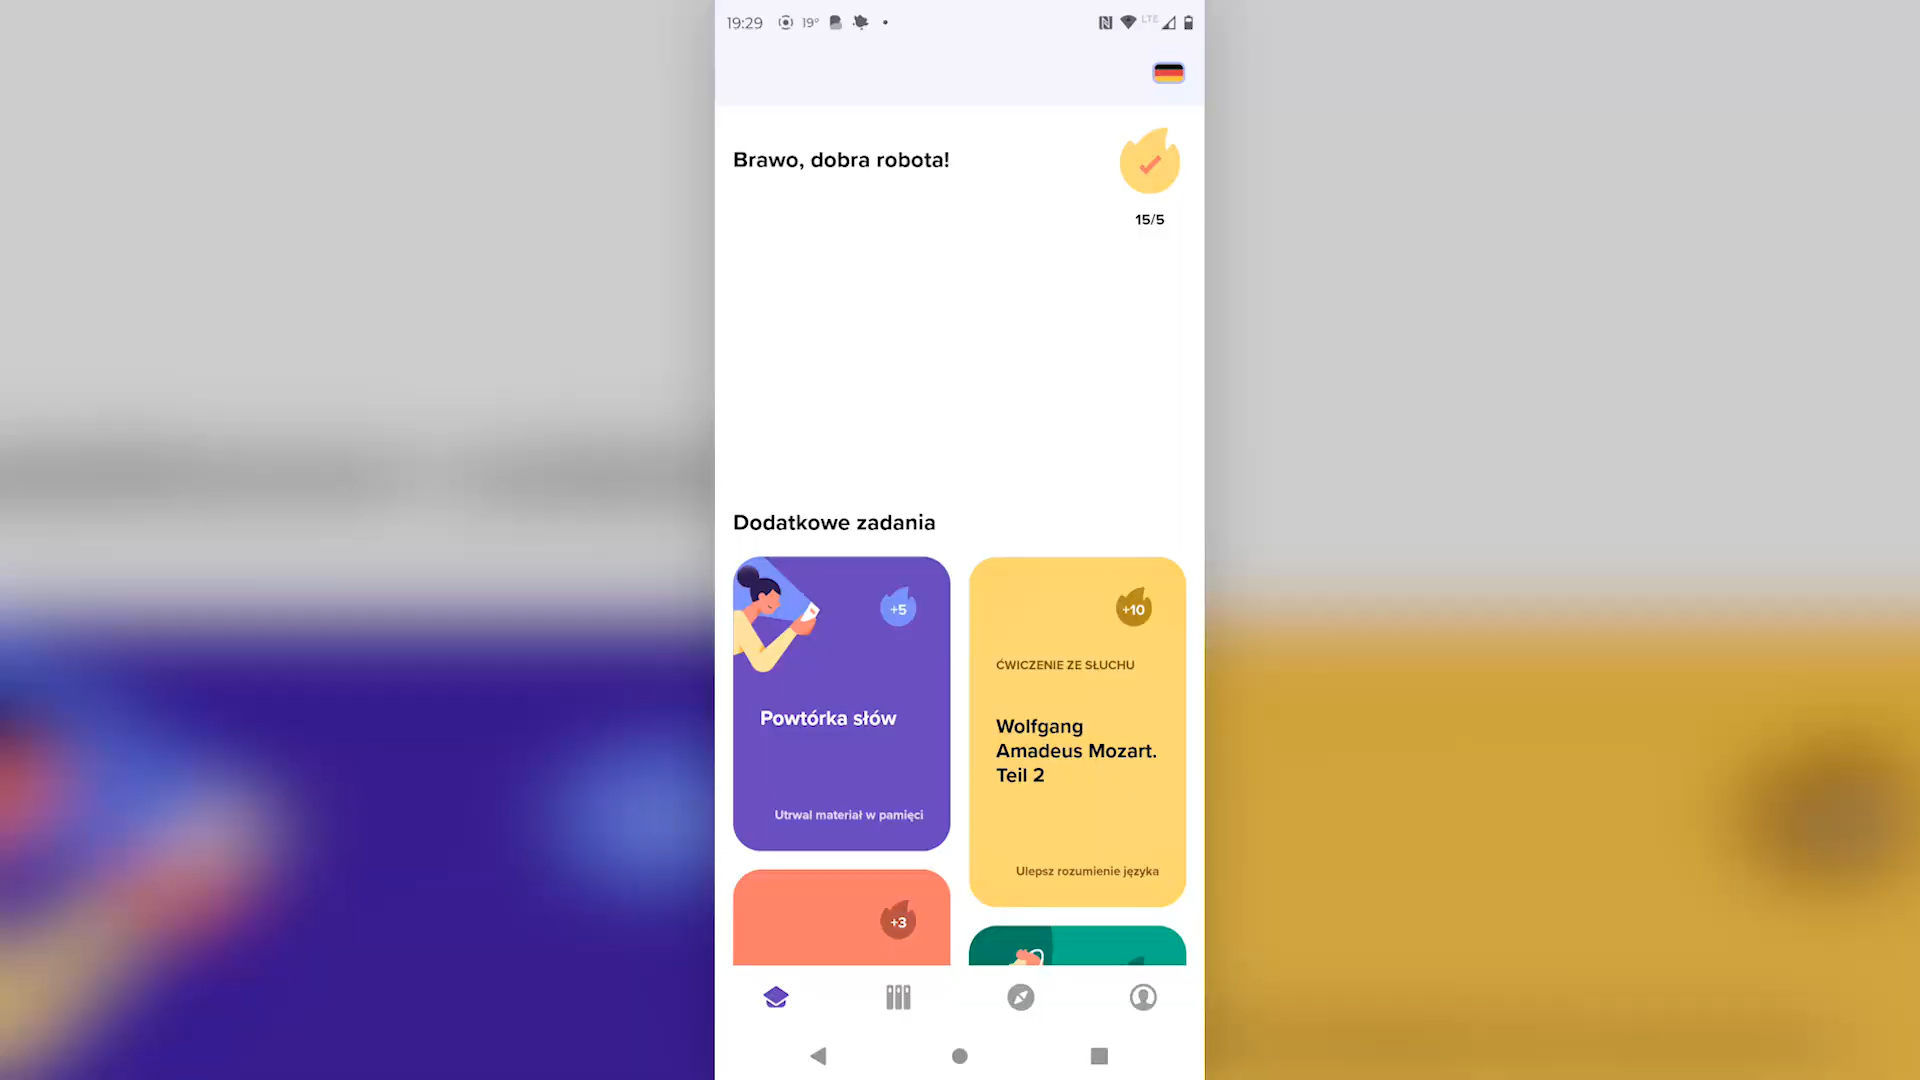 19:29 19° LTE
Brawo, dobra robota!
15/5
Dodatkowe zadania
+5
Powtórka słów
Utrwal materiał w pamięci
+10
ĆWICZENIE ZE SŁUCHU
Wolfgang
Amadeus Mozart.
Teil 2
Ulepsz rozumienie języka
+3